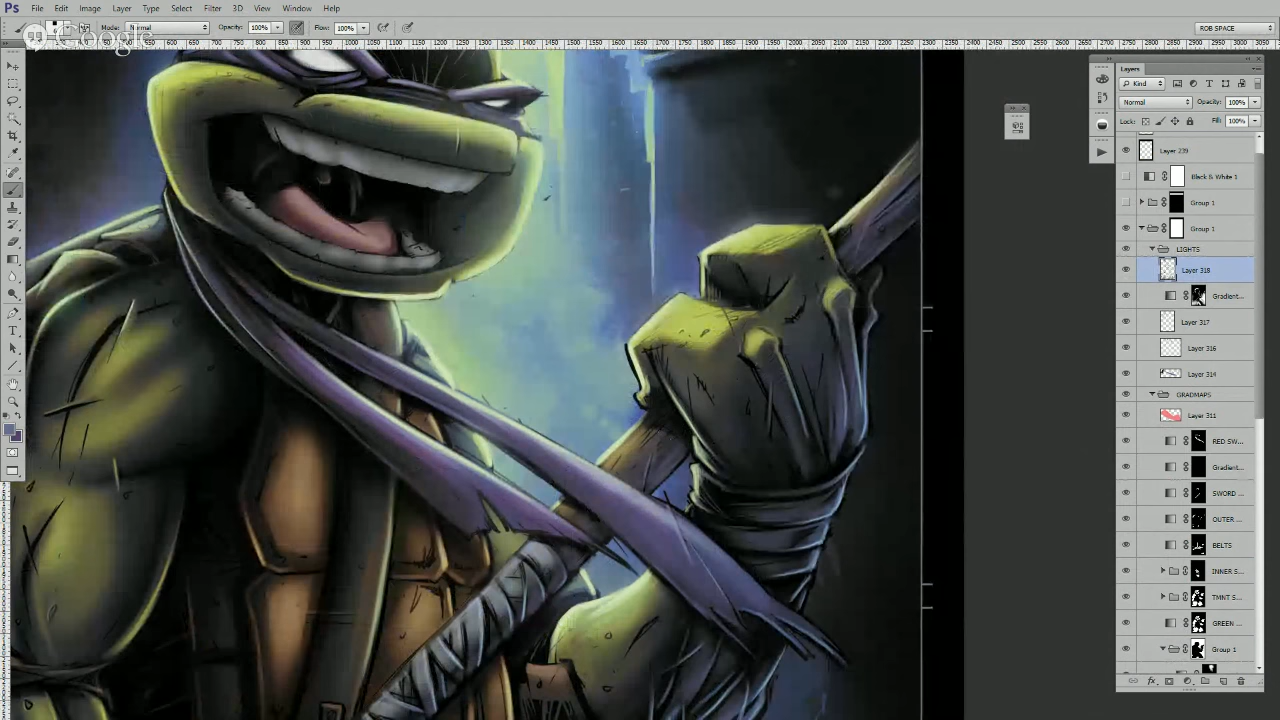 Ps File Edit Image Layer Type Select Filter 3D View Window Help
Mode: Normal Opacity: 100% Flow: 100% ROB SPACE
Google
Layers
Kind
Normal Opacity: 100%
Lock: Fill: 100%
Layer 239
Black & White 1
Group 1
Group 1
LIGHTS
Layer 318
Gradient...
Layer 317
Layer 316
Layer 314
GRADMAPS
Layer 311
RED SW...
Gradient...
SWORD ...
OUTER ...
BELTS
INNER S...
TMNT S...
GREEN ...
Group 1